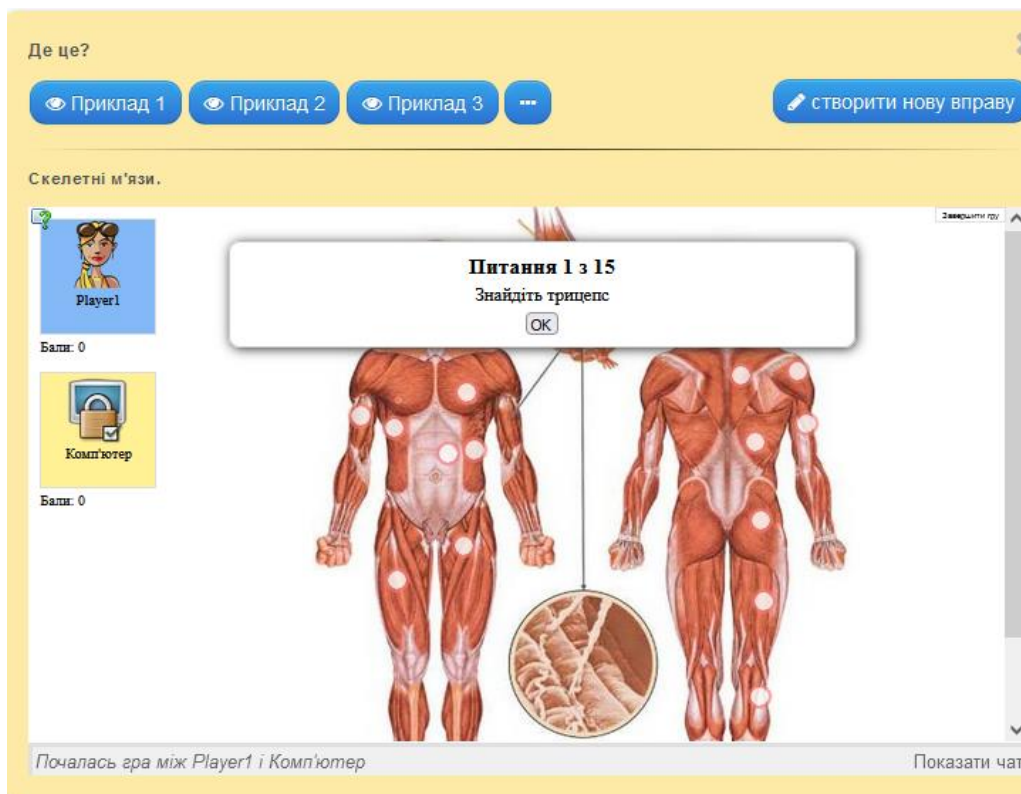 Де це?
Приклад 1 Приклад 2 Приклад 3 ... створити нову вправу
Скелетні м'язи.
Завершити гру
Player1
Бали: 0
Комп'ютер
Бали: 0
Питання 1 з 15
Знайдіть трицепс
OK
Почалась гра між Player1 і Комп'ютер Показати чат